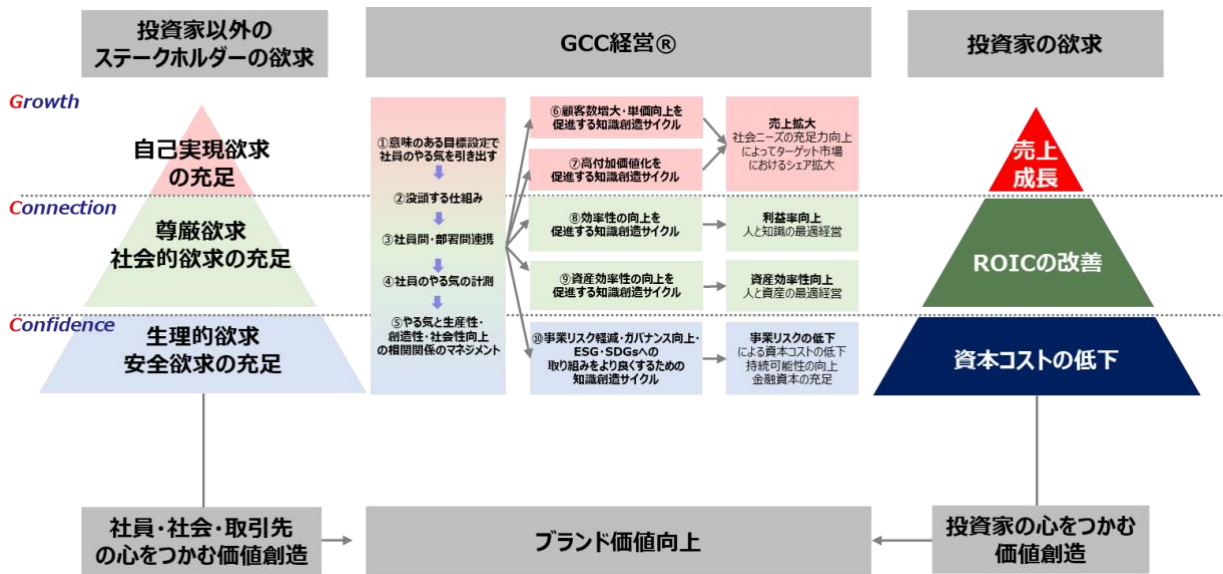 投資家以外の
ステークホルダーの欲求
GCC経営®
投資家の欲求
Growth
自己実現欲求
の充足
Connection
尊厳欲求
社会的欲求の充足
Confidence
生理的欲求
安全欲求の充足
①意味のある目標設定で
社員のやる気を引き出す
②没頭する仕組み
③社員間・部署間連携
④社員のやる気の計測
⑤やる気と生産性・
創造性・社会性向上
の相関関係のマネジメント
⑥顧客数増大・単価向上を
促進する知識創造サイクル
⑦高付加価値化を
促進する知識創造サイクル
⑧効率性の向上を
促進する知識創造サイクル
⑨資産効率性の向上を
促進する知識創造サイクル
⑩事業リスク軽減・ガバナンス向上・
ESG・SDGsへの
取り組みをより良くするための
知識創造サイクル
売上拡大
社会ニーズの充足力向上
によってターゲット市場
におけるシェア拡大
利益率向上
人と知識の最適経営
資産効率性向上
人と資産の最適経営
事業リスクの低下
による資本コストの低下
持続可能性の向上
金融資本の充足
売上
成長
ROICの改善
資本コストの低下
社員・社会・取引先
の心をつかむ価値創造
ブランド価値向上
投資家の心をつかむ
価値創造